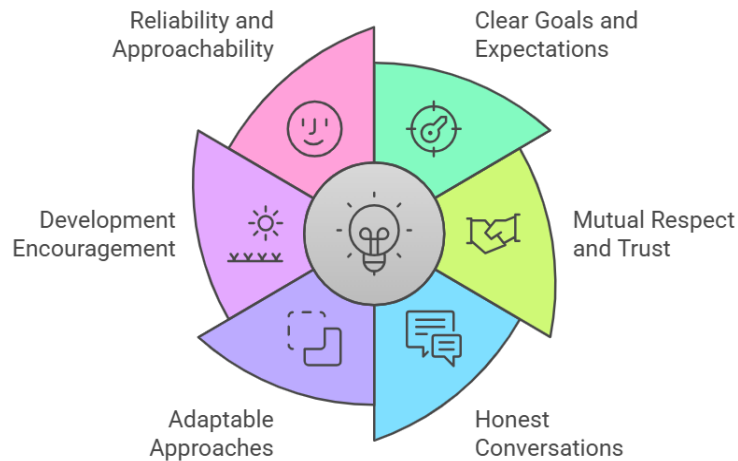 Reliability and
Approachability
Clear Goals and
Expectations
Development
Encouragement
Mutual Respect
and Trust
Adaptable
Approaches
Honest
Conversations